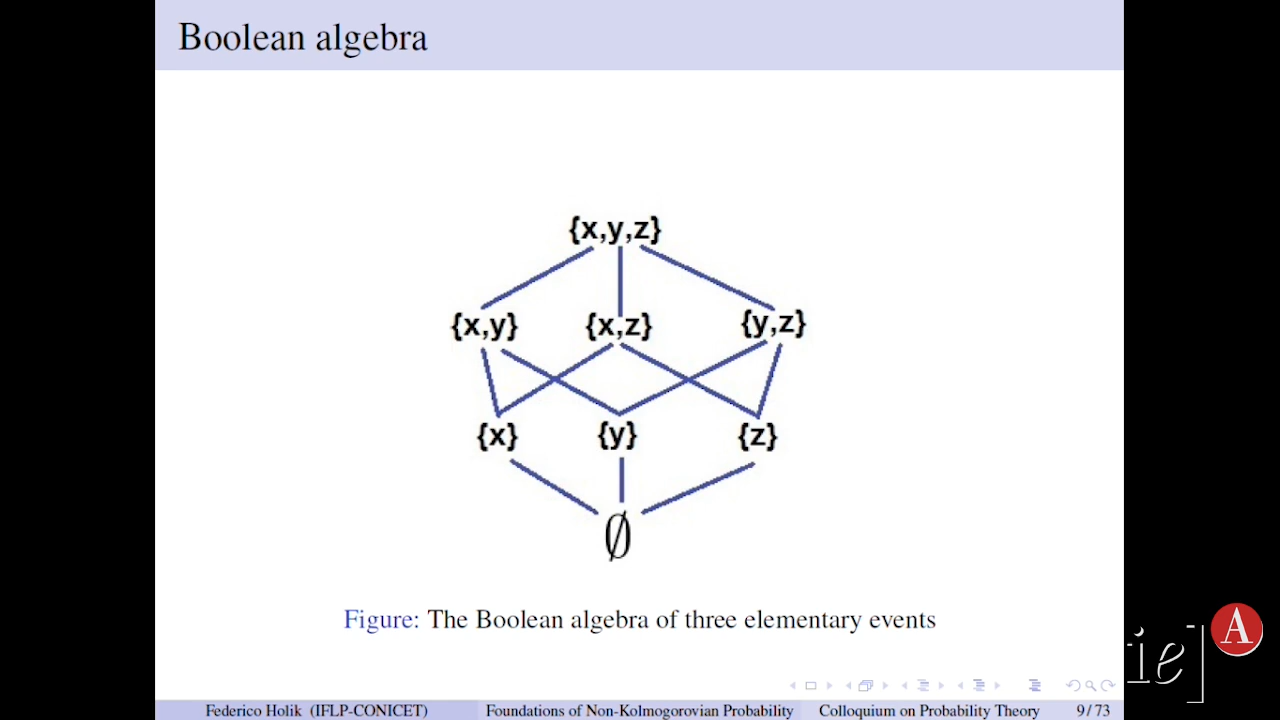 Boolean algebra
{x,y,z}
{x,y} {x,z} {y,z}
{x} {y} {z}
∅
Figure: The Boolean algebra of three elementary events
ie]
A
Federico Holik (IFLP-CONICET) Foundations of Non-Kolmogorovian Probability Colloquium on Probability Theory 9 / 73